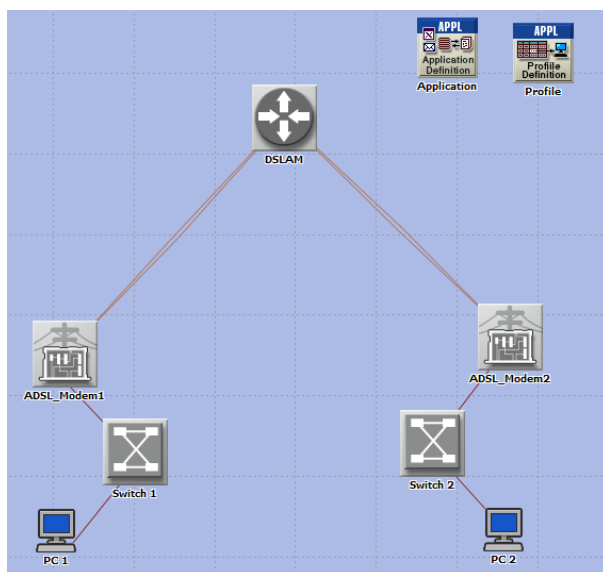 APPL
Application
Definition
Application
APPL
Profile
Definition
Profile
DSLAM
ADSL_Modem1
ADSL_Modem2
Switch 1
Switch 2
PC 1
PC 2